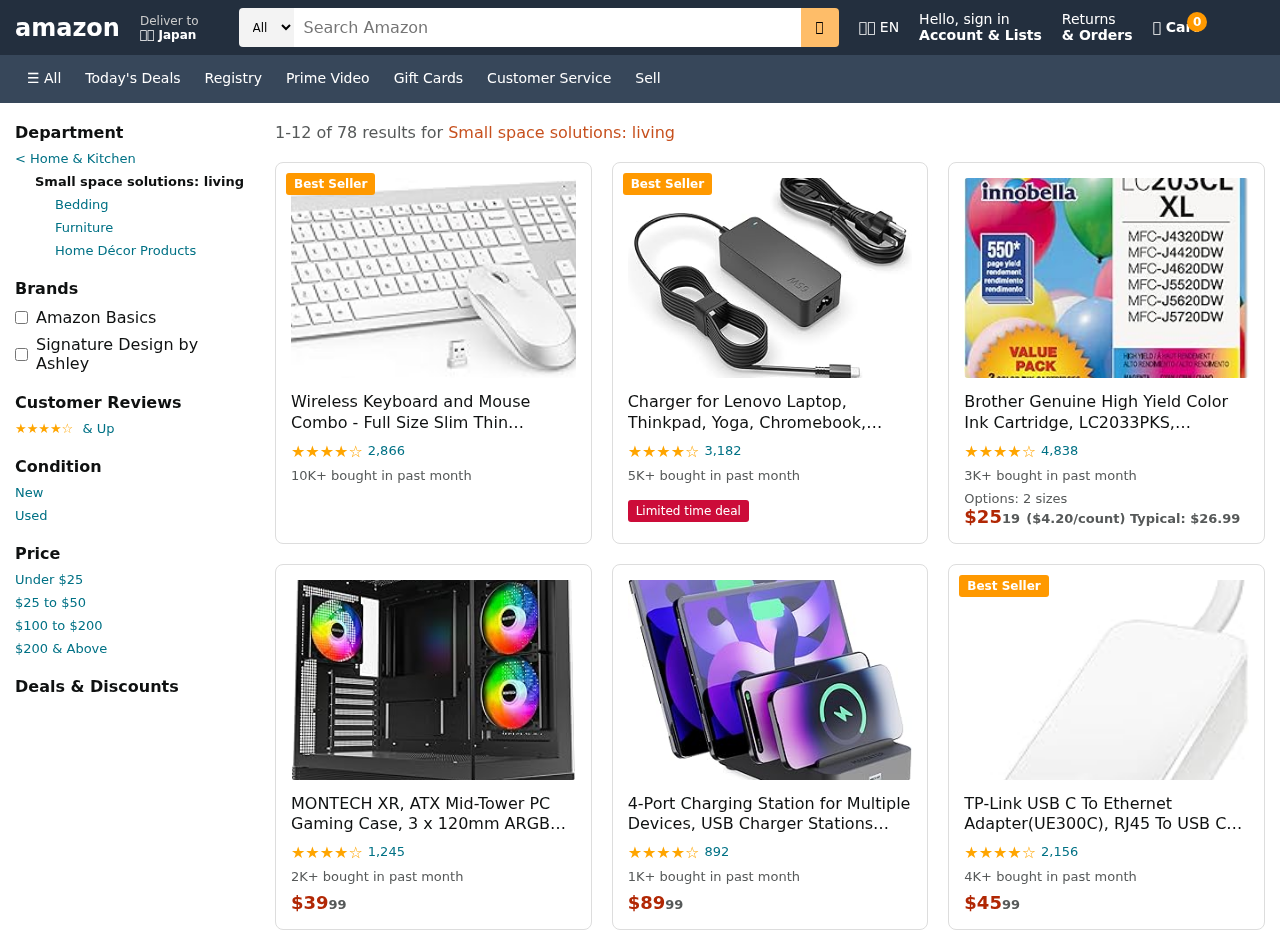 amazon
Deliver to
Japan
All
Search Amazon
EN
Hello, sign in
Account & Lists
Returns
& Orders
0
☰ All
Today's Deals
Registry
Prime Video
Gift Cards
Customer Service
Sell
Department
< Home & Kitchen
Small space solutions: living
Bedding
Furniture
Home Décor Products
Brands
Amazon Basics
Signature Design by
Ashley
Customer Reviews
★★★★☆ & Up
Condition
New
Used
Price
Under $25
$25 to $50
$100 to $200
$200 & Above
Deals & Discounts
1-12 of 78 results for Small space solutions: living
Best Seller
Wireless Keyboard and Mouse
Combo - Full Size Slim Thin…
★★★★☆ 2,866
10K+ bought in past month
Best Seller
65W
Charger for Lenovo Laptop,
Thinkpad, Yoga, Chromebook,…
★★★★☆ 3,182
5K+ bought in past month
Limited time deal
innobella
LC203CL
XL
550*
page yield
rendement
rendimiento
rendimento
MFC-J4320DW
MFC-J4420DW
MFC-J4620DW
MFC-J5520DW
MFC-J5620DW
MFC-J5720DW
VALUE
PACK
Brother Genuine High Yield Color
Ink Cartridge, LC2033PKS,…
★★★★☆ 4,838
3K+ bought in past month
Options: 2 sizes
$25 19 ($4.20/count) Typical: $26.99
MONTECH XR, ATX Mid-Tower PC
Gaming Case, 3 x 120mm ARGB…
★★★★☆ 1,245
2K+ bought in past month
$39 99
4-Port Charging Station for Multiple
Devices, USB Charger Stations…
★★★★☆ 892
1K+ bought in past month
$89 99
Best Seller
TP-Link USB C To Ethernet
Adapter(UE300C), RJ45 To USB C…
★★★★☆ 2,156
4K+ bought in past month
$45 99